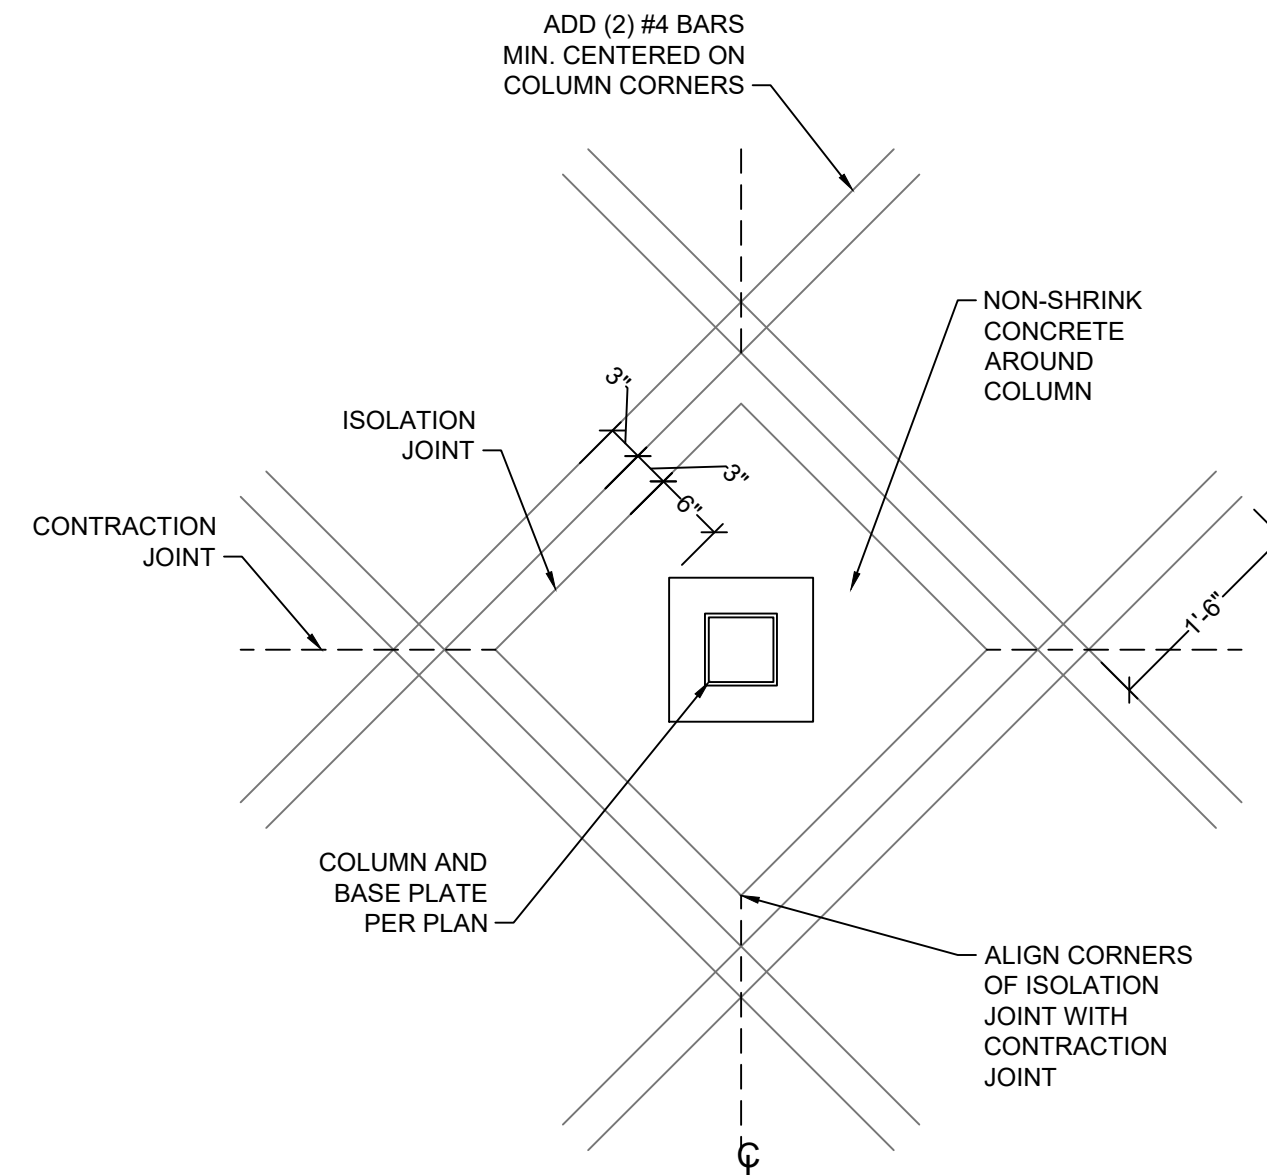 ADD (2) #4 BARS
MIN. CENTERED ON
COLUMN CORNERS
NON-SHRINK
CONCRETE
AROUND
COLUMN
3"
ISOLATION
JOINT
3"
6"
CONTRACTION
JOINT
1'-6"
COLUMN AND
BASE PLATE
PER PLAN
ALIGN CORNERS
OF ISOLATION
JOINT WITH
CONTRACTION
JOINT
℄